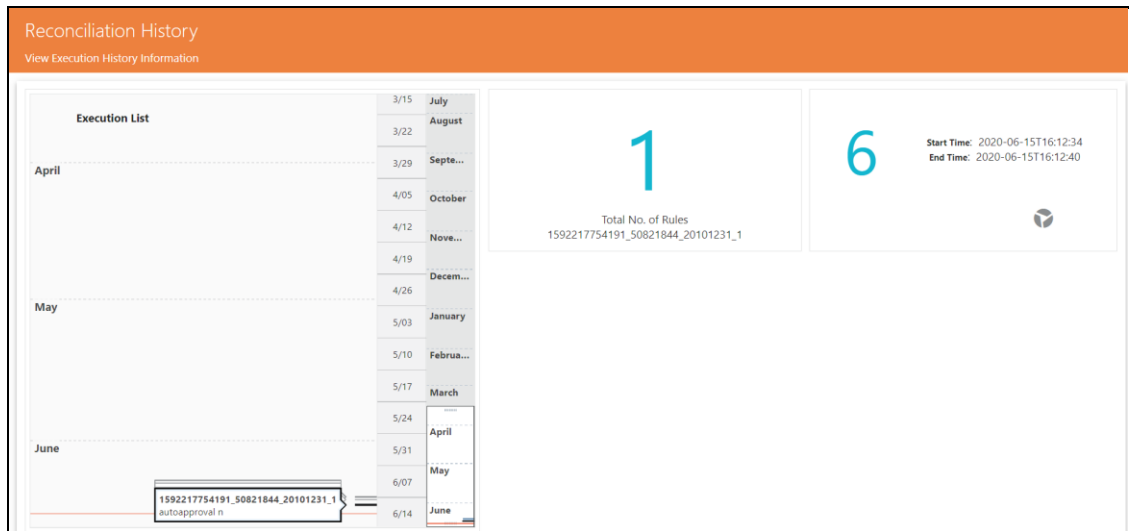 Reconciliation History
View Execution History Information
Execution List
April
May
June
1592217754191_50821844_20101231_1
autoapproval n
3/15
3/22
3/29
4/05
4/12
4/19
4/26
5/03
5/10
5/17
5/24
5/31
6/07
6/14
July
August
Septe...
October
Nove...
Decem...
January
Februa...
March
April
May
June
1
Total No. of Rules
1592217754191_50821844_20101231_1
6
Start Time: 2020-06-15T16:12:34
End Time: 2020-06-15T16:12:40